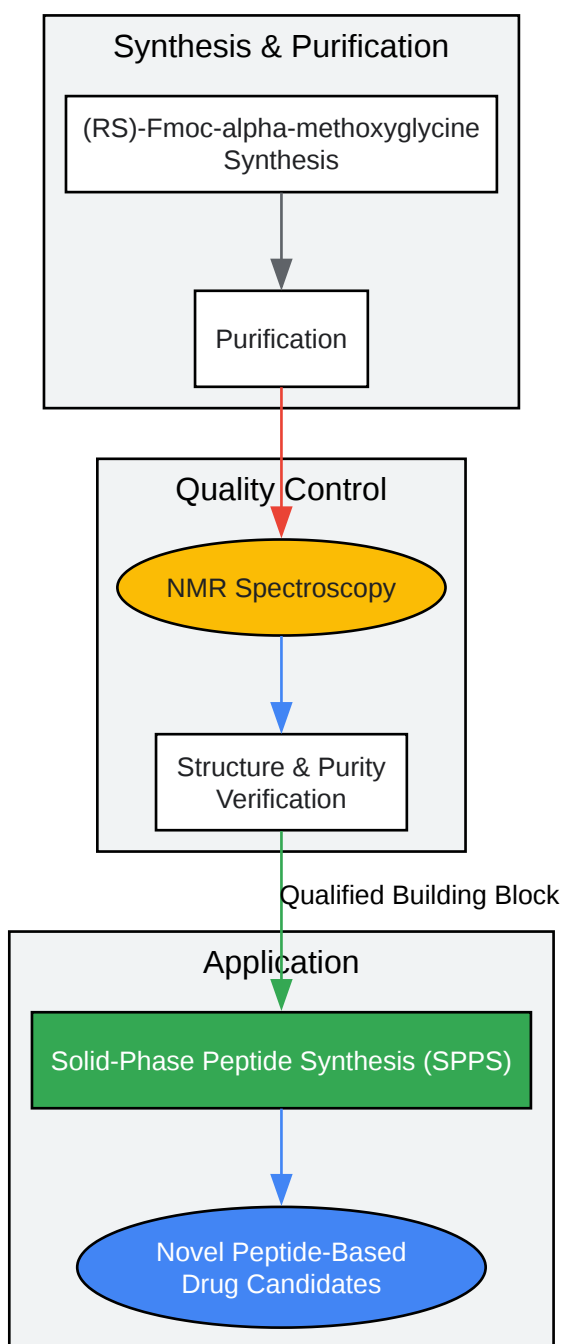 Synthesis & Purification
(RS)-Fmoc-alpha-methoxyglycine
Synthesis
Purification
Quality Control
NMR Spectroscopy
Structure & Purity
Verification
Qualified Building Block
Application
Solid-Phase Peptide Synthesis (SPPS)
Novel Peptide-Based
Drug Candidates